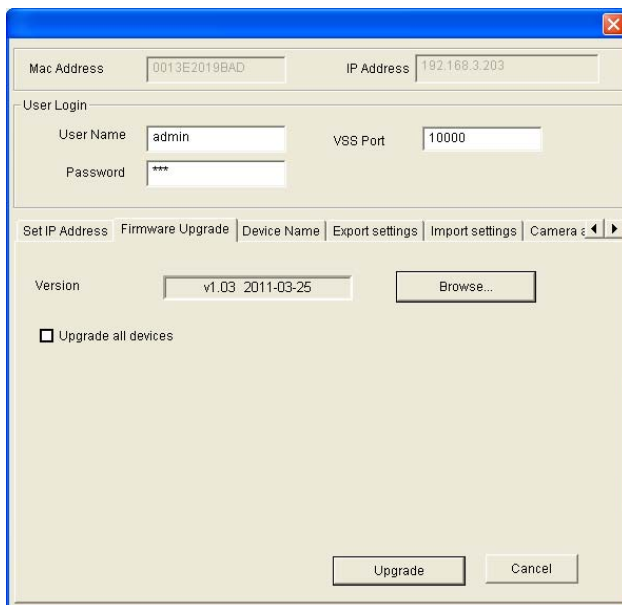 Mac Address 0013E2019BAD IP Address 192.168.3.203
User Login
User Name admin VSS Port 10000
Password ***
Set IP Address Firmware Upgrade Device Name Export settings Import settings Camera
Version v1.03 2011-03-25 Browse...
Upgrade all devices
Upgrade Cancel